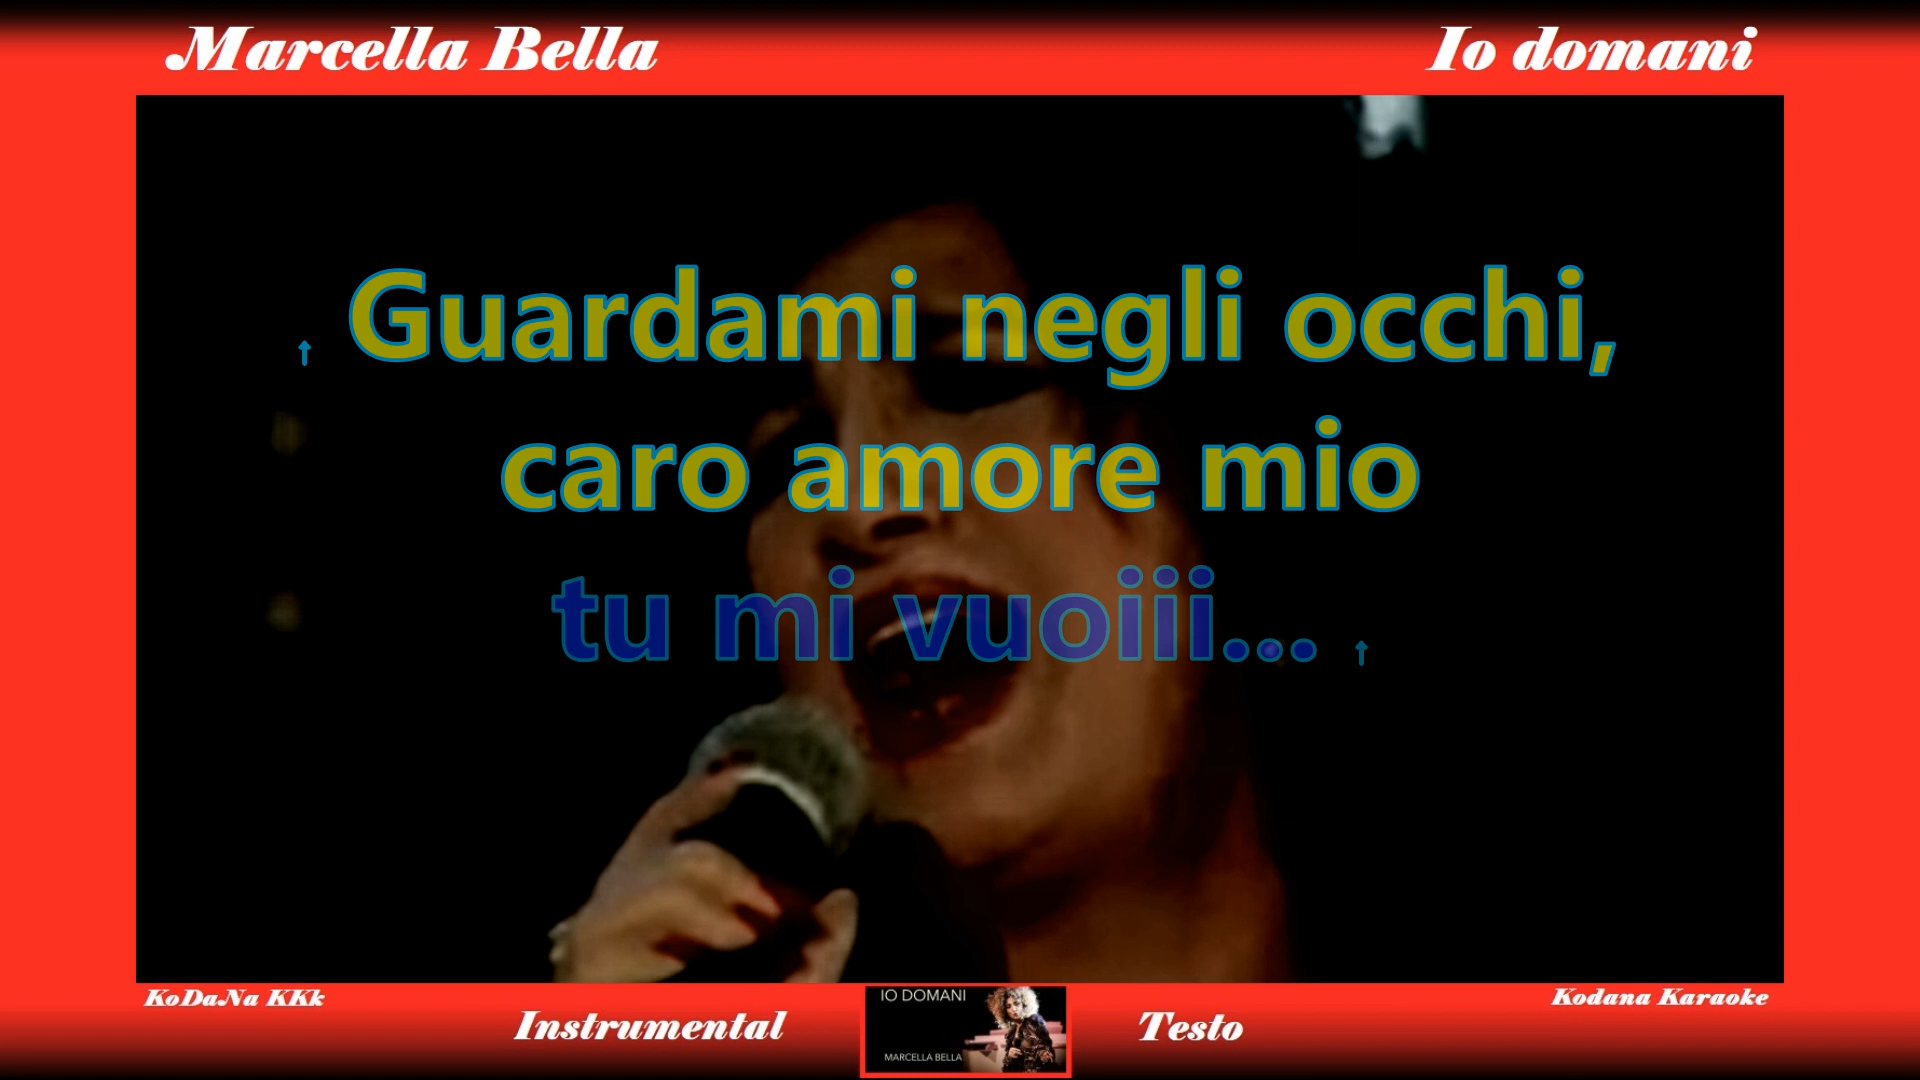 Marcella Bella
Io domani
↑ Guardami negli occhi,
caro amore mio
tu mi vuoiii... ↑
KoDaNa KKk
Kodana Karaoke
Instrumental
IO DOMANI
MARCELLA BELLA
Testo